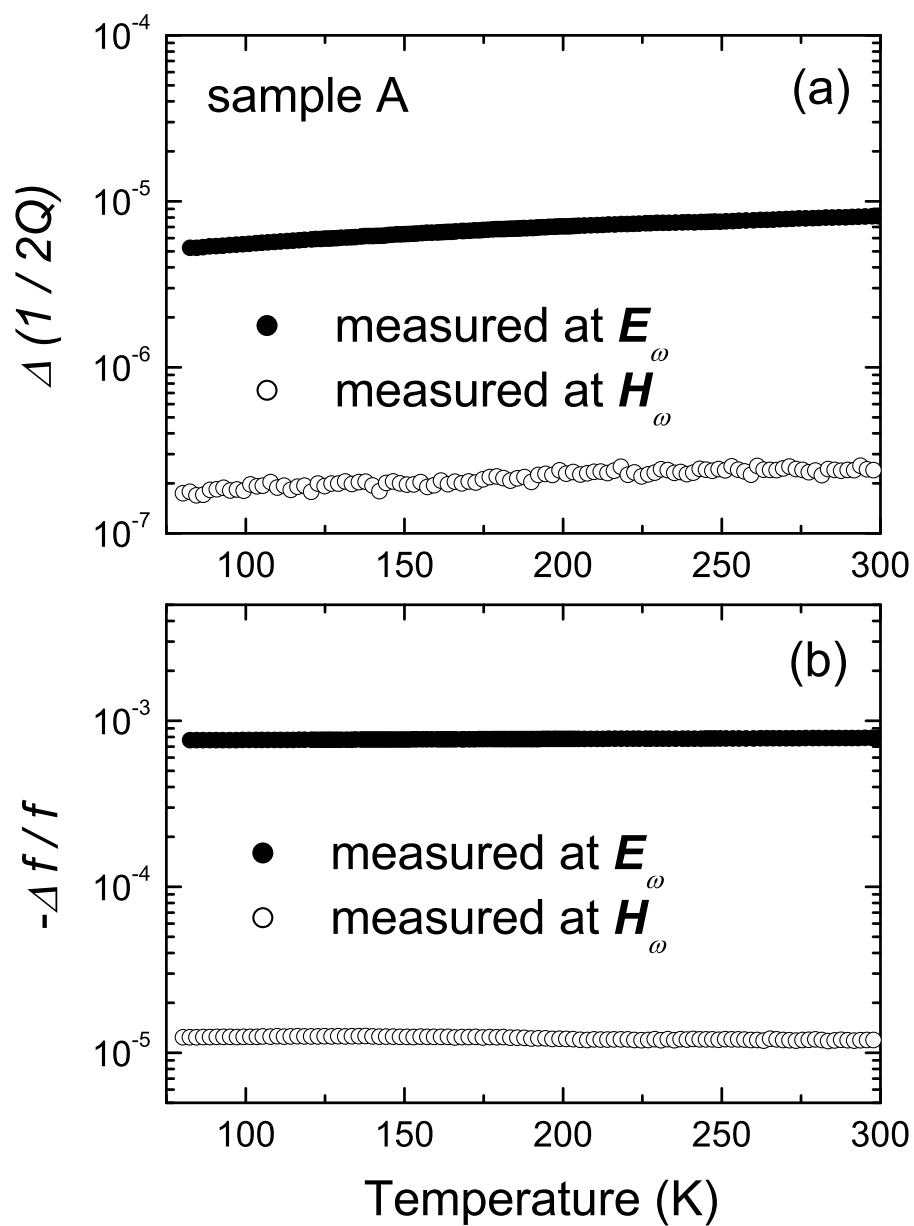 10⁻⁴
sample A
(a)
10⁻⁵
Δ (1 / 2Q)
measured at E_ω
10⁻⁶
measured at H_ω
10⁻⁷
100 150 200 250 300
(b)
10⁻³
-Δ f / f
measured at E_ω
10⁻⁴
measured at H_ω
10⁻⁵
100 150 200 250 300
Temperature (K)